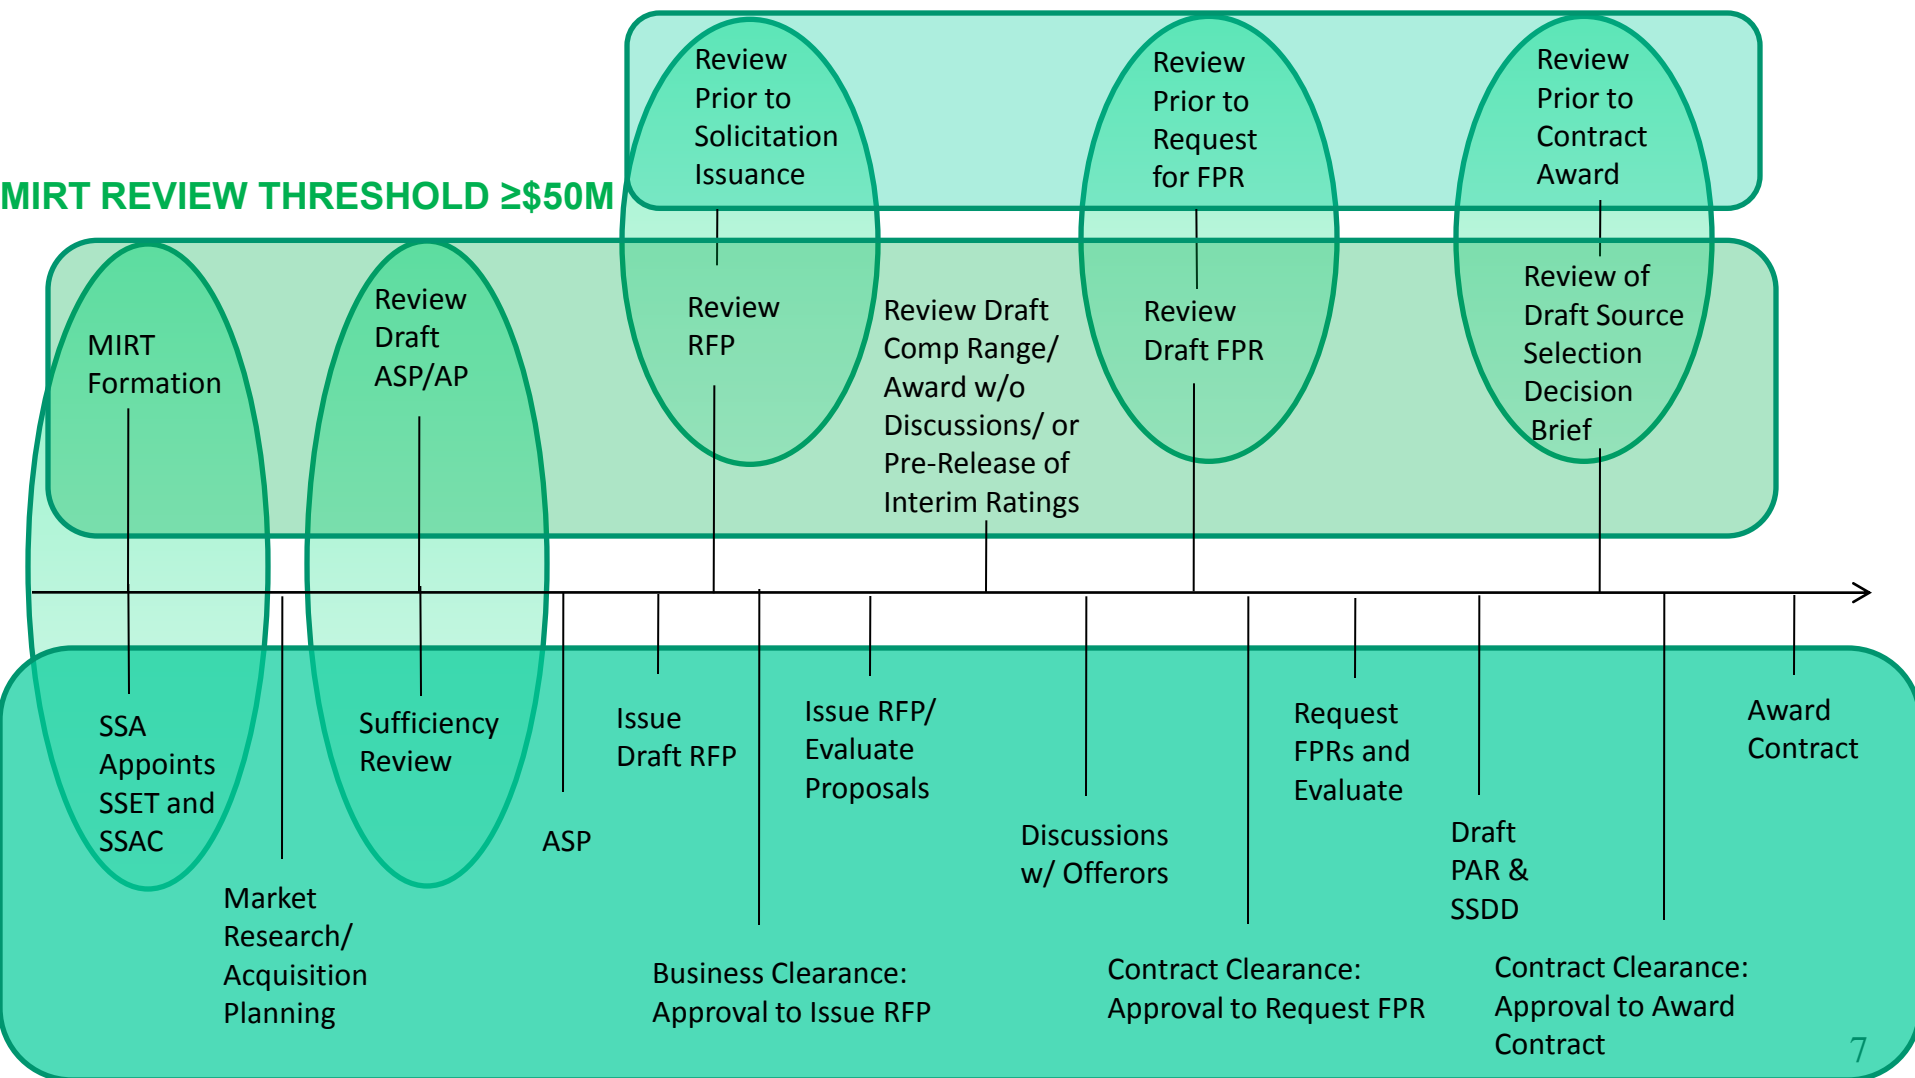 Review
Prior to
Solicitation
Issuance
Review
Prior to
Request
for FPR
Review
Prior to
Contract
Award
MIRT REVIEW THRESHOLD ≥$50M
MIRT
Formation
Review
Draft
ASP/AP
Review
RFP
Review Draft
Comp Range/
Award w/o
Discussions/ or
Pre-Release of
Interim Ratings
Review
Draft FPR
Review of
Draft Source
Selection
Decision
Brief
SSA
Appoints
SSET and
SSAC
Market
Research/
Acquisition
Planning
Sufficiency
Review
ASP
Issue
Draft RFP
Business Clearance:
Approval to Issue RFP
Issue RFP/
Evaluate
Proposals
Discussions
w/ Offerors
Contract Clearance:
Approval to Request FPR
Request
FPRs and
Evaluate
Draft
PAR &
SSDD
Contract Clearance:
Approval to Award
Contract
Award
Contract
7